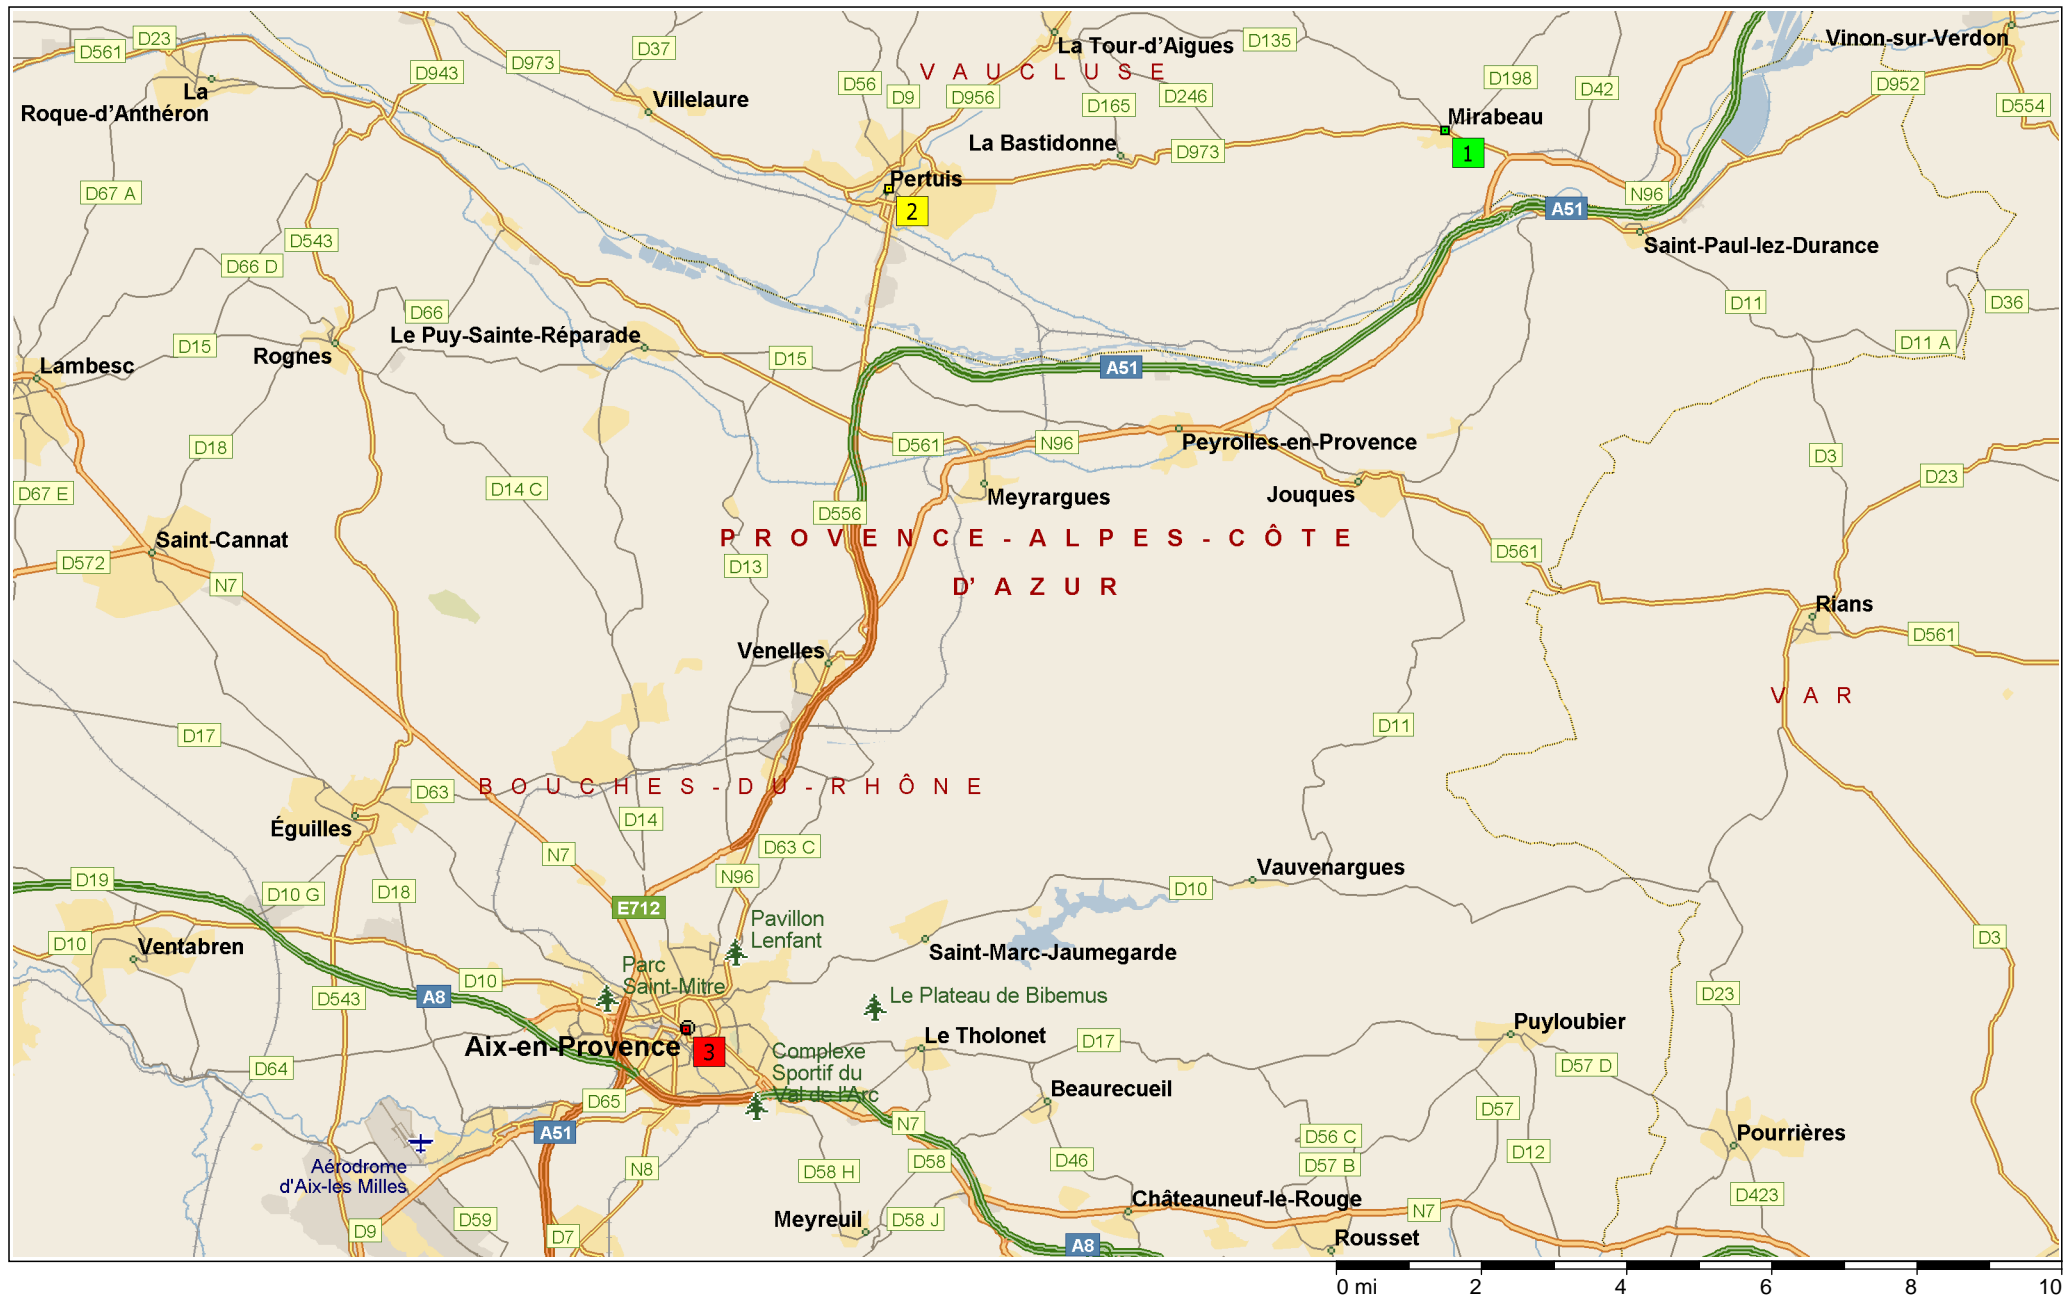 D23
D561
D37
D973
D943
La Tour-d'Aigues
D135
Vinon-sur-Verdon
V A U C L U S E
La
Roque-d'Anthéron
Villelaure
D56
D9
D956
D165
D246
D198
D42
D952
D554
Mirabeau
1
La Bastidonne
D973
D67 A
Pertuis
2
N96
A51
Saint-Paul-lez-Durance
D543
D66 D
D66
D11
D36
D11 A
Le Puy-Sainte-Réparade
D15
Rognes
D15
Lambesc
A51
D18
D561
N96
Peyrolles-en-Provence
D3
D23
D67 E
D14 C
Meyrargues
Jouques
D556
P R O V E N C E - A L P E S - C Ô T E
D' A Z U R
Saint-Cannat
D572
N7
D13
D561
Rians
D561
Venelles
V A R
D17
D11
B O U C H E S - D U - R H Ô N E
D63
D14
Éguilles
N7
D63 C
N96
D19
D10 G
D18
E712
Vauvenargues
D10
Pavillon
Lenfant
D10
Ventabren
Saint-Marc-Jaumegarde
D3
Parc
Saint-Mitre
D10
D543
A8
Le Plateau de Bibemus
D23
Puyloubier
Aix-en-Provence
3
Le Tholonet
D17
Complexe
Sportif du
Val de l'Arc
D64
D57 D
D65
Beaurecueil
D57
A51
N7
D56 C
D57 B
D12
Pourrières
Aérodrome
d'Aix-les Milles
N8
D58 H
D58
D46
D423
Châteauneuf-le-Rouge
D9
D59
D7
Meyreuil
D58 J
N7
A8
Rousset
0 mi 2 4 6 8 10